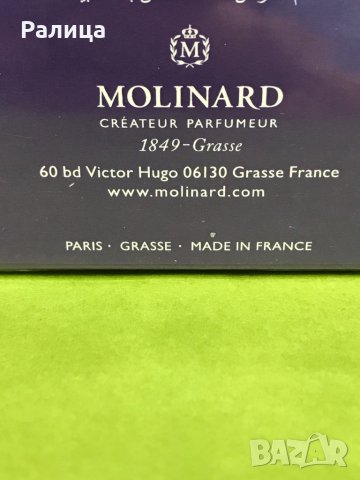 Ралица
M
MOLINARD
CRÉATEUR PARFUMEUR
1849-Grasse
60 bd Victor Hugo 06130 Grasse France
www.molinard.com
PARIS · GRASSE · MADE IN FRANCE
BAZAR